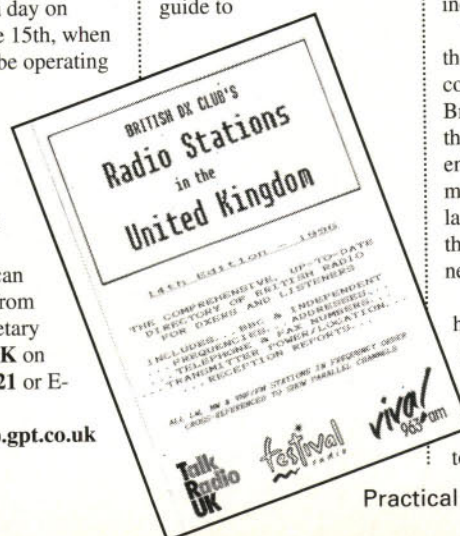 day on
e 15th, when
be operating
can
rom
etary
K on
21 or E-
.gpt.co.uk
guide to
BRITISH DX CLUB'S
Radio Stations
in the
United Kingdom
14th Edition - 1996
THE COMPREHENSIVE, UP-TO-DATE
DIRECTORY OF BRITISH RADIO
FOR DXERS AND LISTENERS
INCLUDES... BBC & INDEPENDENT
FREQUENCIES... ADDRESSES...
TELEPHONE & FAX NUMBERS...
TRANSMITTER POWER/LOCATION...
RECEPTION REPORTS...
ALL LW, MW & VHF/FM STATIONS IN FREQUENCY ORDER
CROSS-REFERENCED TO SHOW PARALLEL CHANNELS
Talk
Radio
UK
festival
radio
viva!
963 am
in
th
co
Br
th
en
m
la
th
ne
h
to
Practical